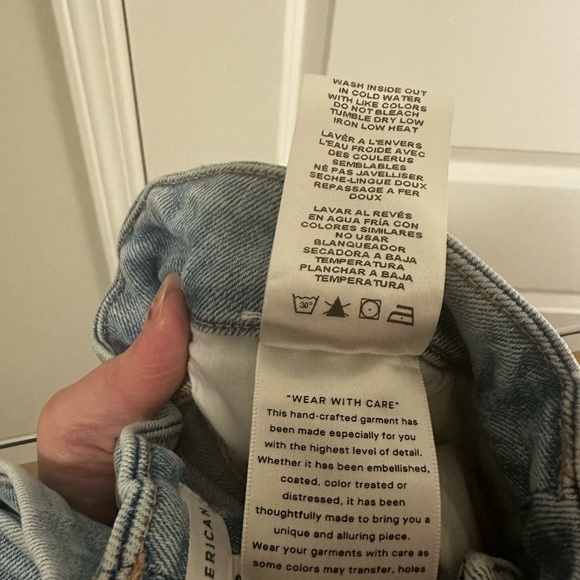 WASH INSIDE OUT
IN COLD WATER
WITH LIKE COLORS
DO NOT BLEACH
TUMBLE DRY LOW
IRON LOW HEAT
LAVÉR A L'ENVERS
L'EAU FROIDE AVEC
DES COULERUS
SEMBLABLES
NÉ PAS JAVELLISER
SECHE-LINGUE DOUX
REPASSAGE A FER
DOUX
LAVAR AL REVÉS
EN AGUA FRÍA CON
COLORES SIMILARES
NO USAR
BLANQUEADOR
SECADORA A BAJA
TEMPERATURA
PLANCHAR A BAJA
TEMPERATURA
30°
"WEAR WITH CARE"
This hand-crafted garment has
been made especially for you
with the highest level of detail.
Whether it has been embellished,
coated, color treated or
distressed, it has been
thoughtfully made to bring you a
unique and alluring piece.
Wear your garments with care as
some colors may transfer, holes
ERICAN